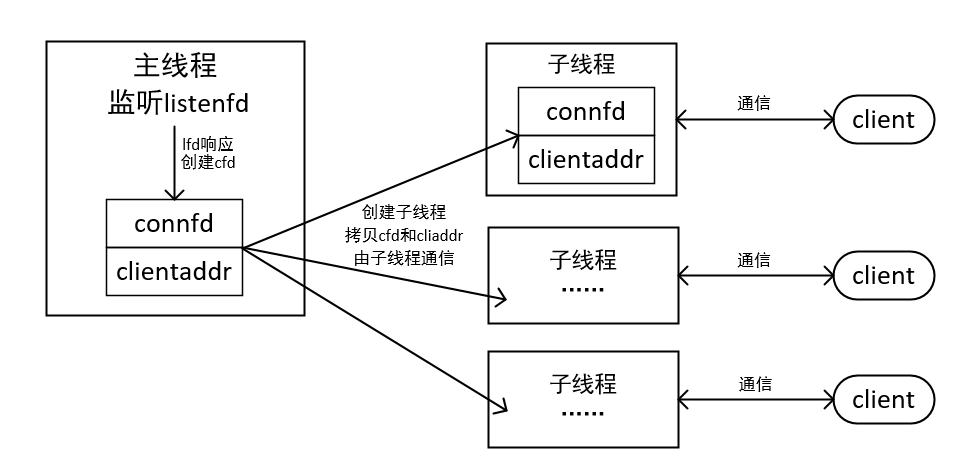 主线程
监听listenfd
lfd响应
创建cfd
connfd
clientaddr
创建子线程
拷贝cfd和cliaddr
由子线程通信
子线程
connfd
clientaddr
通信
client
子线程
……
通信
client
子线程
……
通信
client